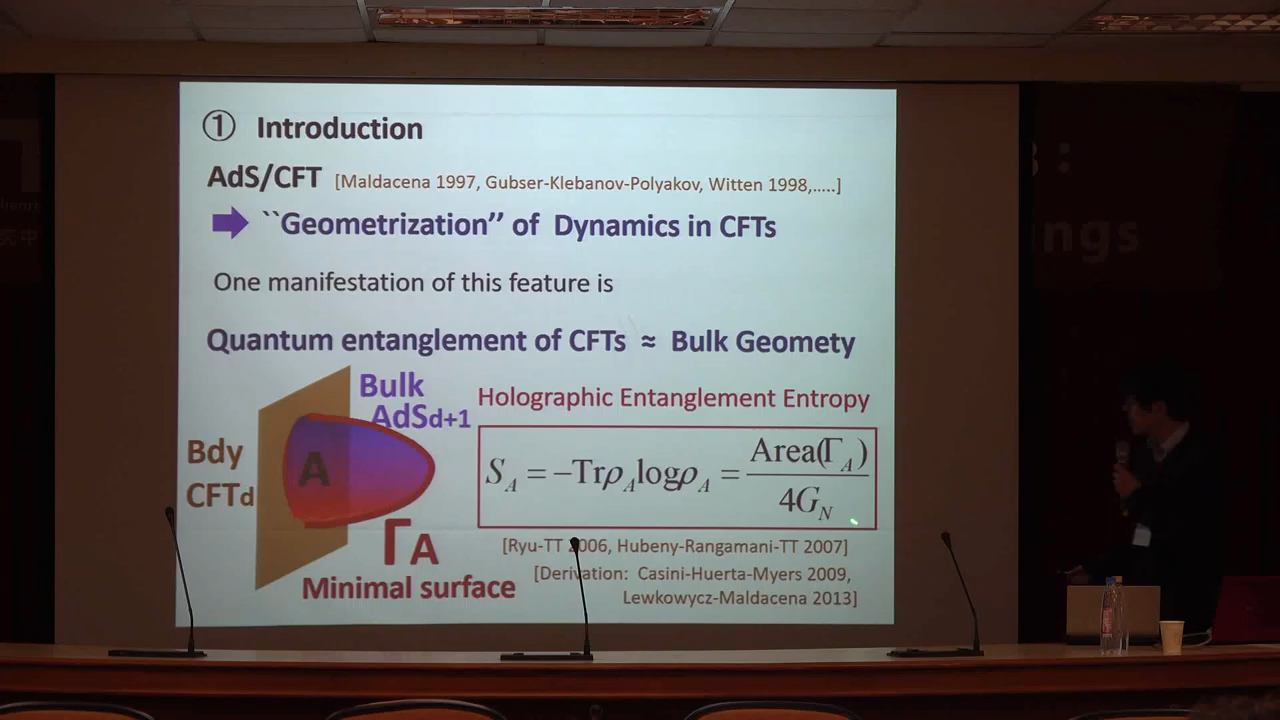 ① Introduction
AdS/CFT [Maldacena 1997, Gubser-Klebanov-Polyakov, Witten 1998,.....]
``Geometrization’’ of Dynamics in CFTs
One manifestation of this feature is
Quantum entanglement of CFTs ≈ Bulk Geomety
Bulk
AdSd+1
Bdy
CFTd
A
ΓA
Minimal surface
Holographic Entanglement Entropy
S_A = −Trρ_A logρ_A = Area(Γ_A) / 4G_N
[Ryu-TT 2006, Hubeny-Rangamani-TT 2007]
[Derivation: Casini-Huerta-Myers 2009,
Lewkowycz-Maldacena 2013]
ngs